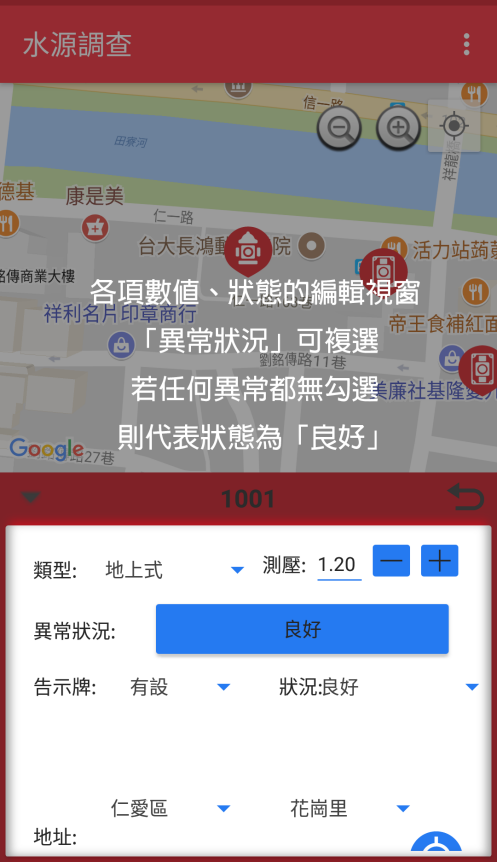 水源調查
信一路
田寮河
祥龍橋
德基
康是美
仁一路
台大長鴻動
院
活力站蒟蒻
銘傳商業大樓
各項數值、狀態的編輯視窗
祥利名片印章商行
帝王食補紅面
「異常狀況」可複選
劉銘傳路11巷
若任何異常都無勾選
美廉社基隆愛九
則代表狀態為「良好」
Google
路27巷
1001
類型: 地上式 測壓: 1.20
異常狀況: 良好
告示牌: 有設 狀況:良好
仁愛區 花崗里
地址: